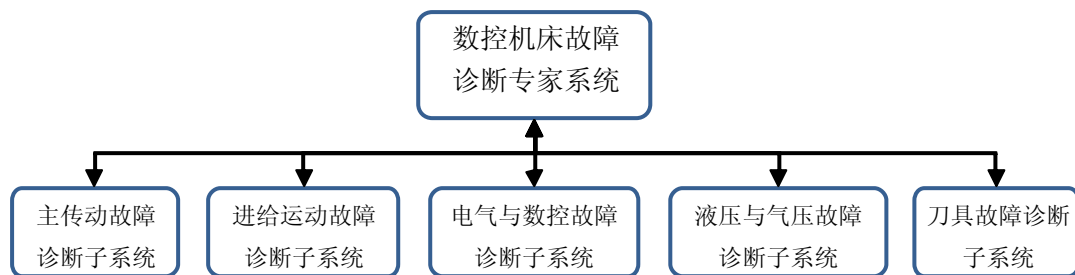 数控机床故障
诊断专家系统
主传动故障
诊断子系统
进给运动故障
诊断子系统
电气与数控故障
诊断子系统
液压与气压故障
诊断子系统
刀具故障诊断
子系统